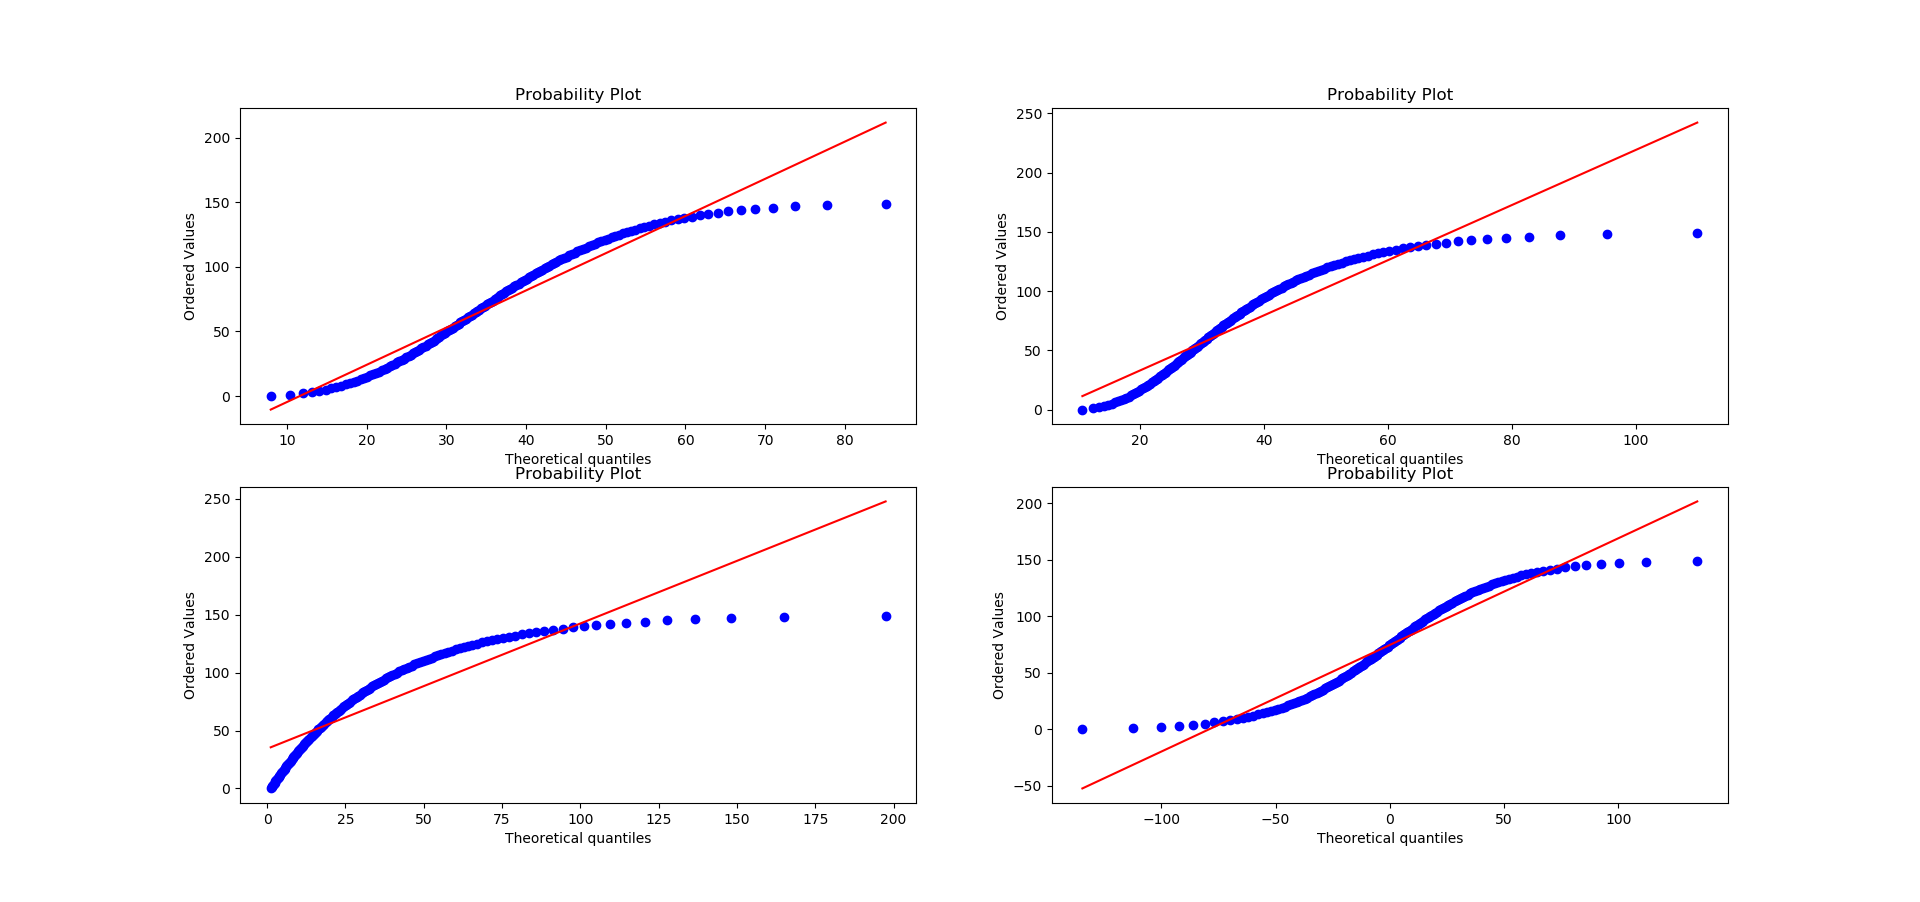 Probability Plot
200
150
100
50
0
Ordered Values
10 20 30 40 50 60 70 80
Theoretical quantiles
Probability Plot
250
200
150
100
50
0
Ordered Values
20 40 60 80 100
Theoretical quantiles
Probability Plot
250
200
150
100
50
0
Ordered Values
0 25 50 75 100 125 150 175 200
Theoretical quantiles
Probability Plot
200
150
100
50
0
−50
Ordered Values
−100 −50 0 50 100
Theoretical quantiles